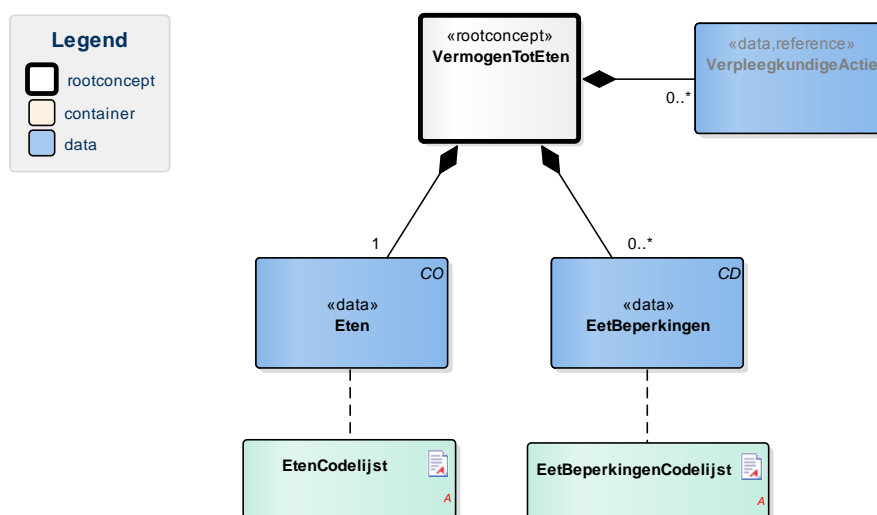 Legend
rootconcept
container
data
«rootconcept»
VermogenTotEten
«data,reference»
VerpleegkundigeActie
0..*
1
0..*
CO
«data»
Eten
CD
«data»
EetBeperkingen
EtenCodelijst
A
EetBeperkingenCodelijst
A